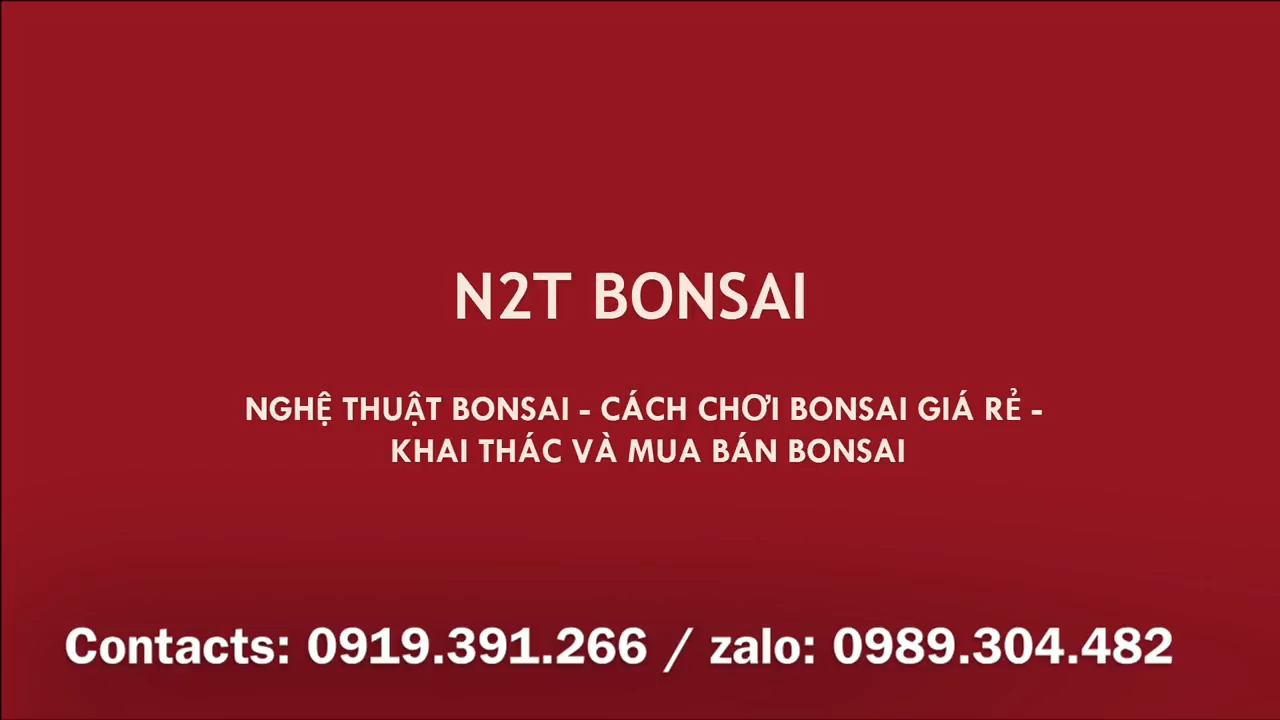 N2T BONSAI
NGHỆ THUẬT BONSAI - CÁCH CHƠI BONSAI GIÁ RẺ -
KHAI THÁC VÀ MUA BÁN BONSAI
Contacts: 0919.391.266 / zalo: 0989.304.482